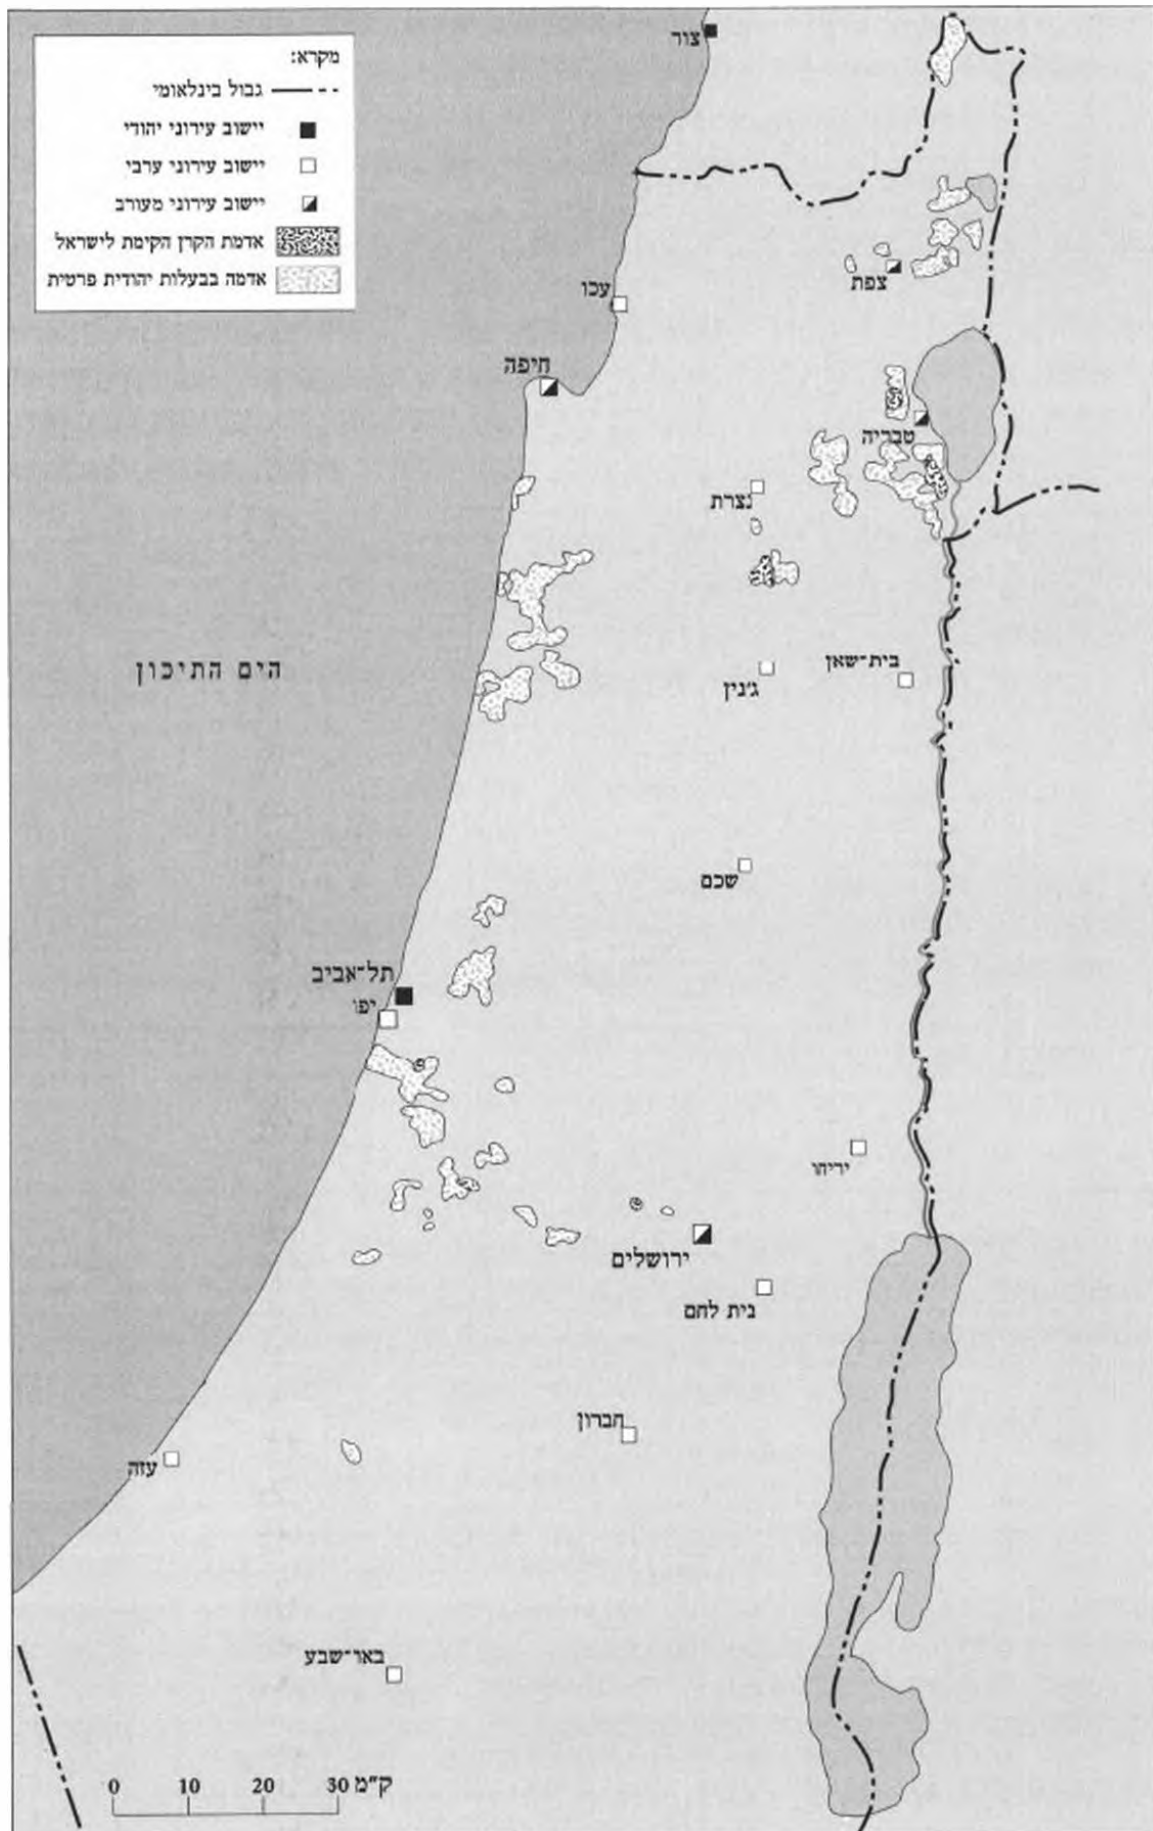 מקרא:
גבול בינלאומי
יישוב עירוני יהודי
יישוב עירוני ערבי
יישוב עירוני מעורב
אדמת הקרן הקימת לישראל
אדמה בבעלות יהודית פרטית
צור
צפת
עכו
חיפה
טבריה
נצרת
הים התיכון
בית־שאן
ג'נין
שכם
תל־אביב
יפו
יריחו
ירושלים
בית לחם
חברון
עזה
באר־שבע
0 10 20 30 ק"מ